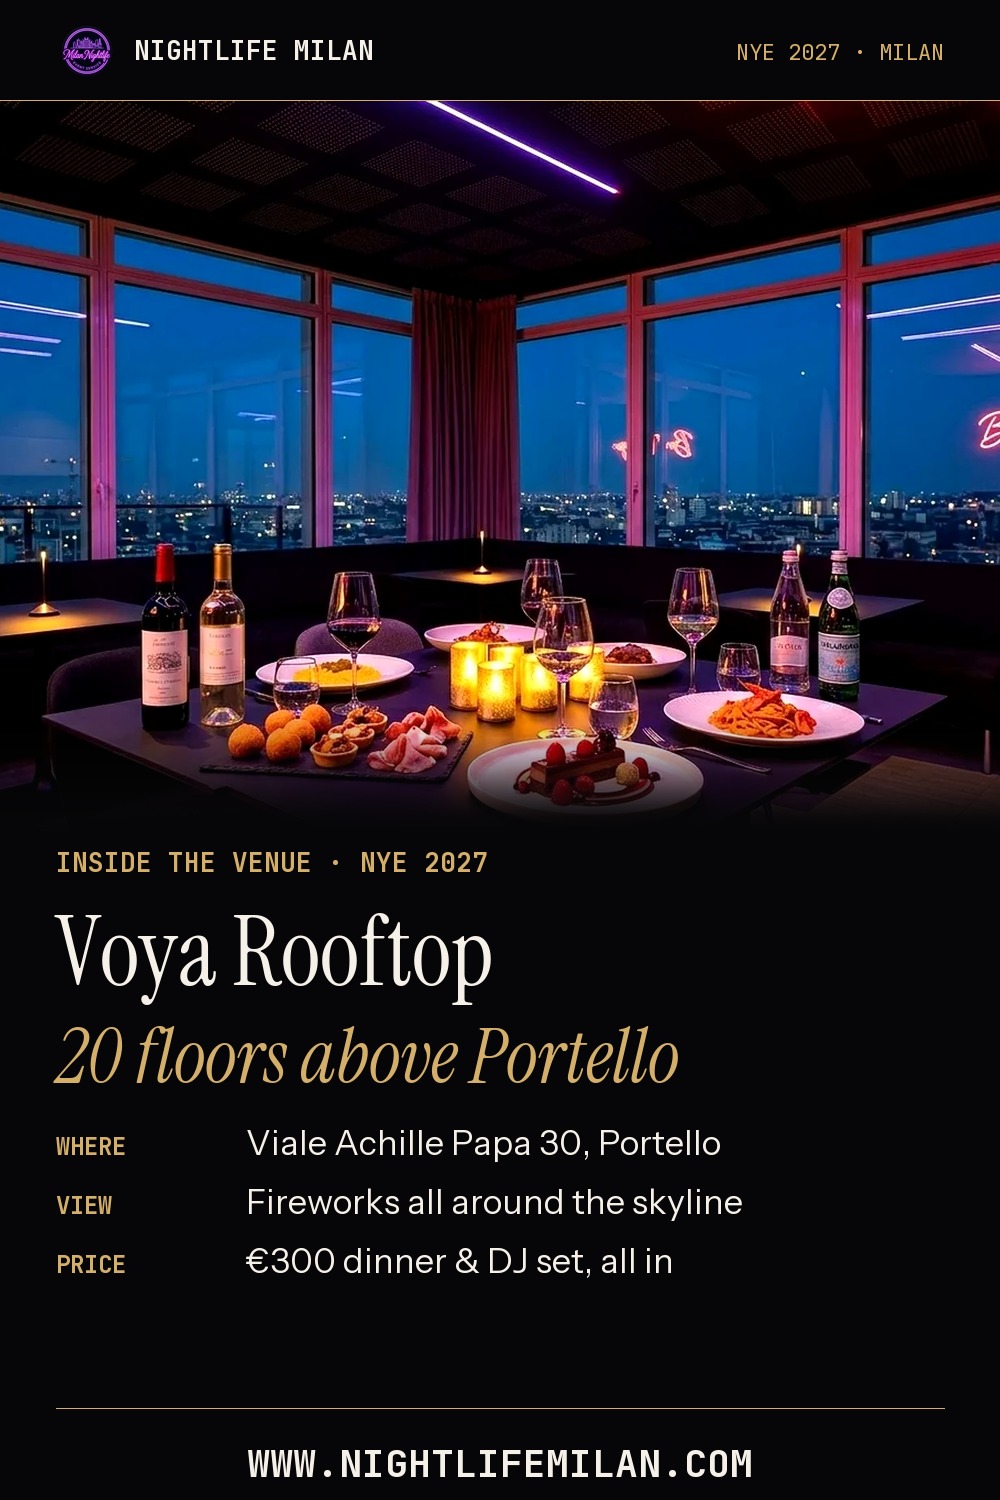 Milan Nightlife
NIGHTLIFE MILAN
NYE 2027 · MILAN
INSIDE THE VENUE · NYE 2027
Voya Rooftop
20 floors above Portello
WHERE Viale Achille Papa 30, Portello
VIEW Fireworks all around the skyline
PRICE €300 dinner & DJ set, all in
WWW.NIGHTLIFEMILAN.COM